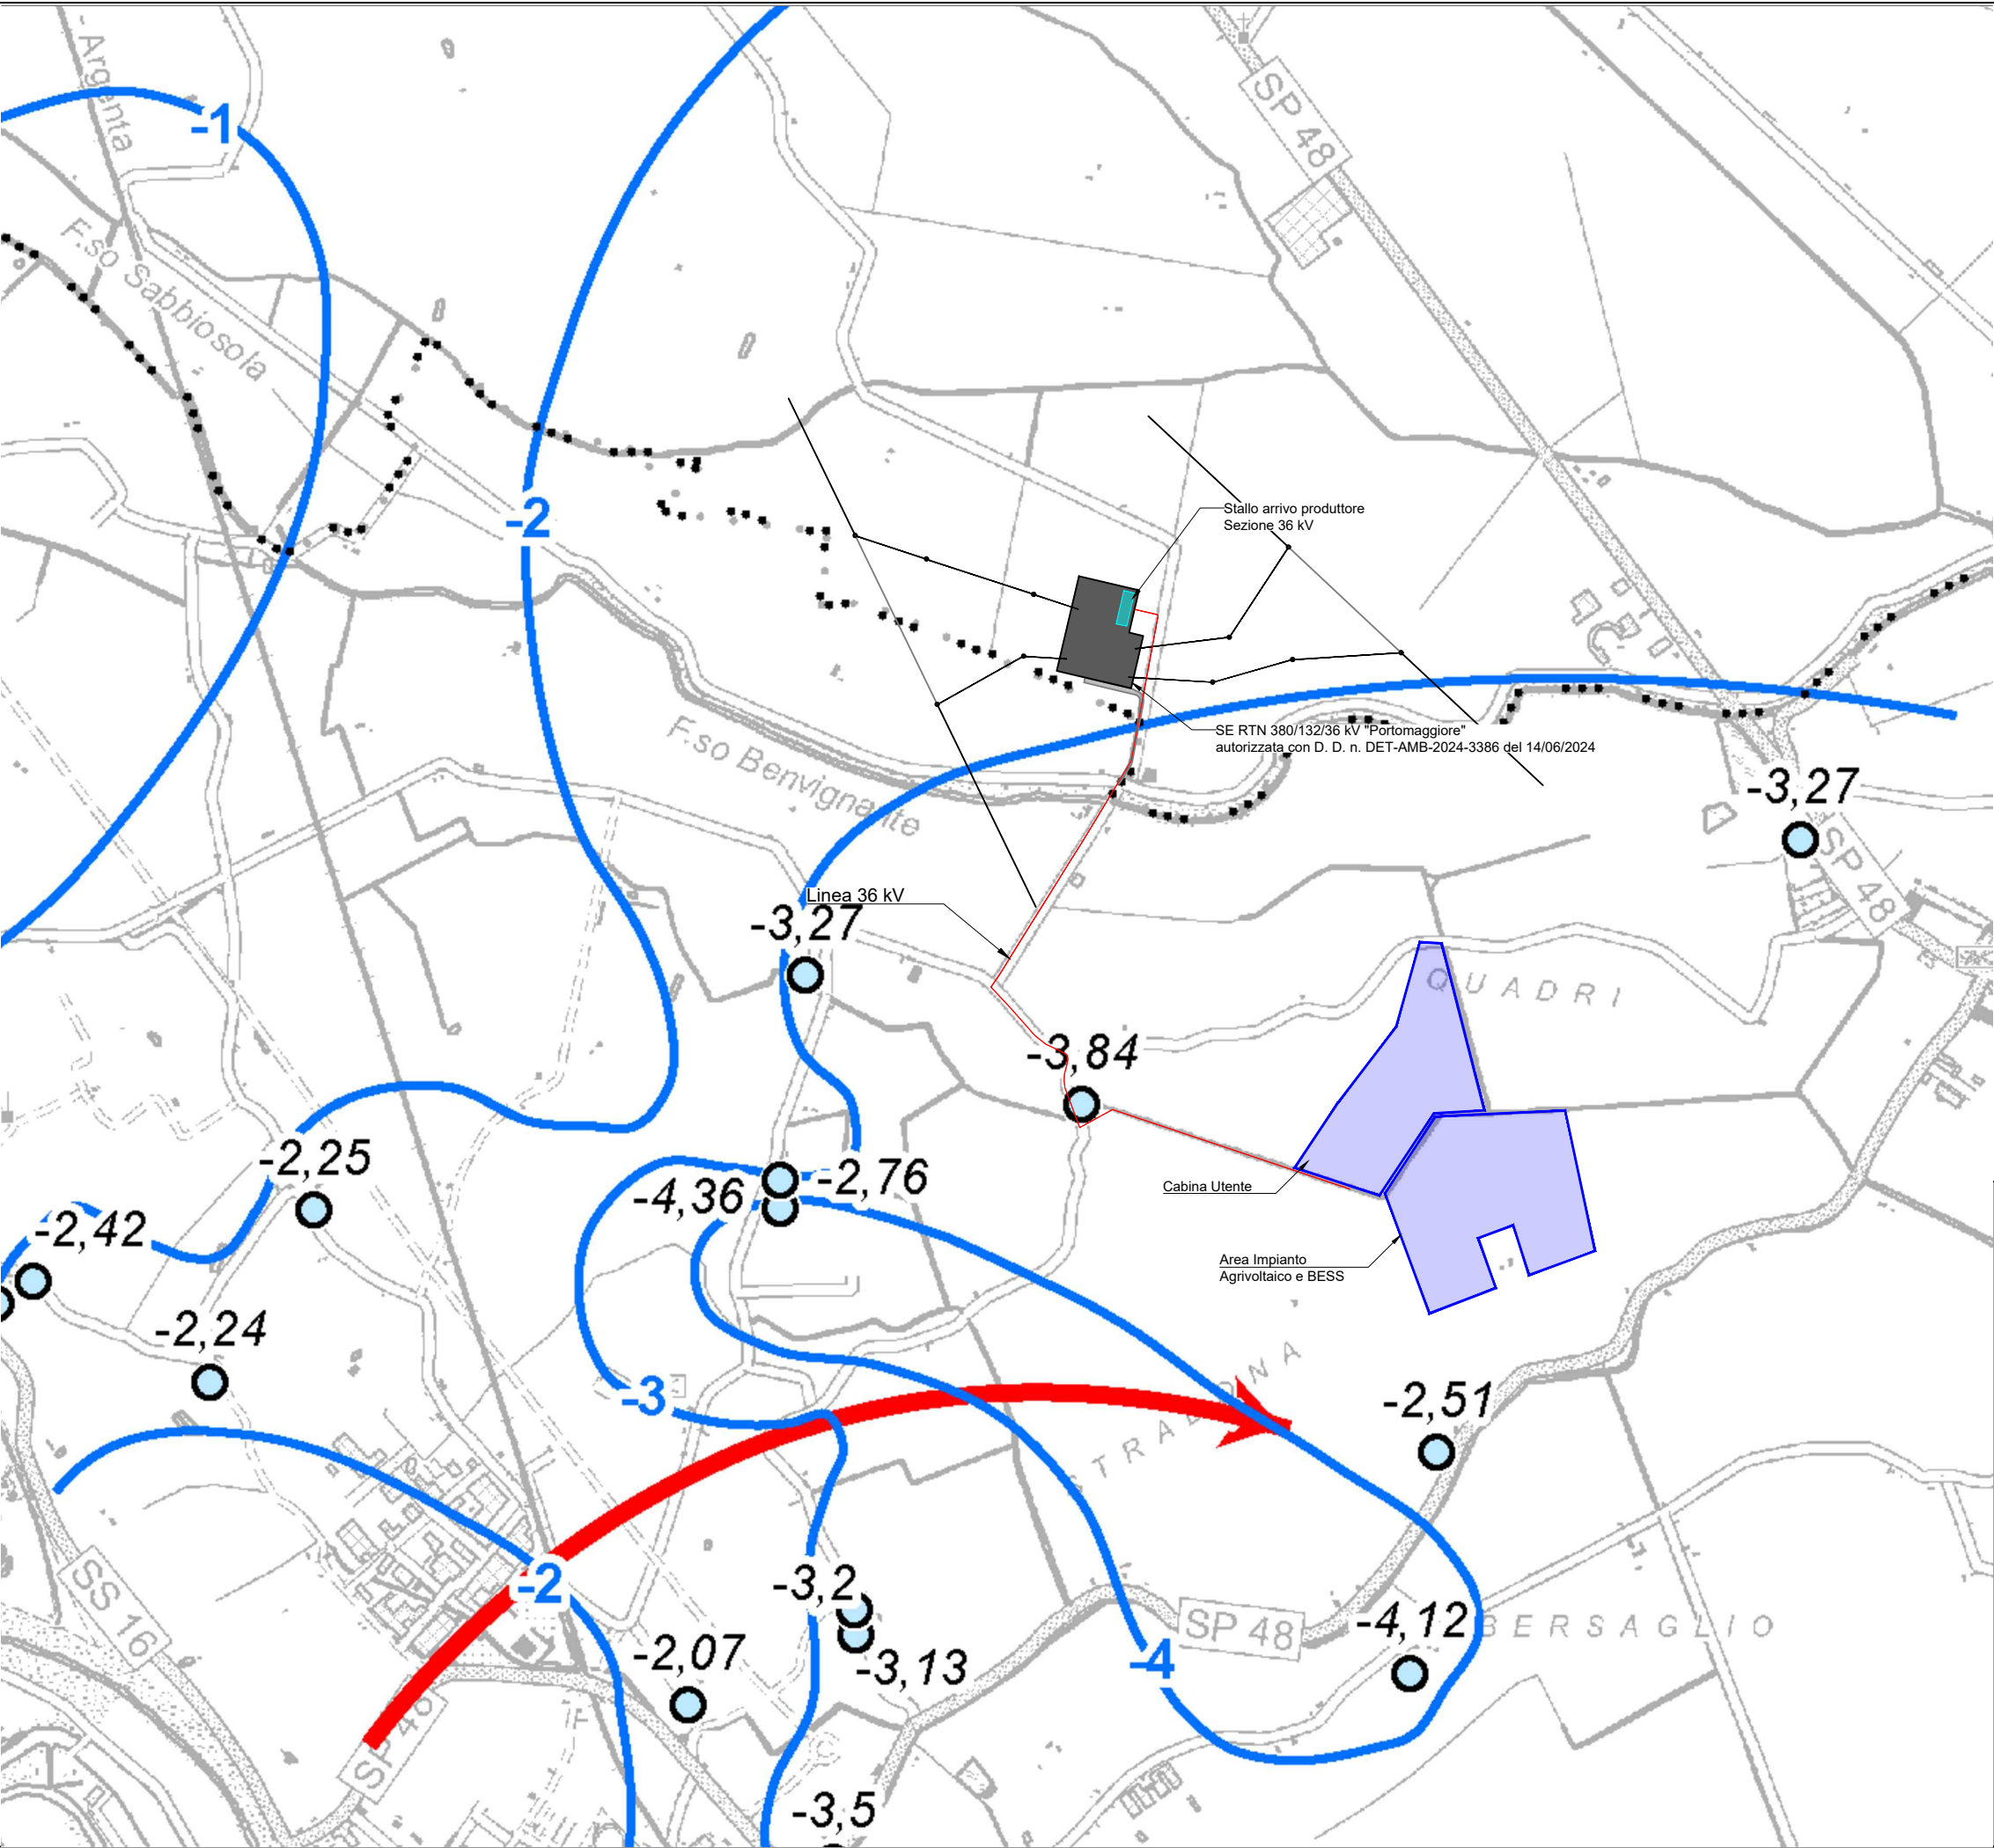 Argenta
-1
SP 48
F.so Sabbiosola
-2
Stallo arrivo produttore
Sezione 36 kV
SE RTN 380/132/36 kV "Portomaggiore"
autorizzata con D. D. n. DET-AMB-2024-3386 del 14/06/2024
F.so Benvignante
-3,27
SP 48
Linea 36 kV
-3,27
QUADRI
-3,84
-2,25
-2,76
-4,36
Cabina Utente
-2,42
Area Impianto
Agrivoltaico e BESS
-2,24
STRALDINA
-3
-2,51
SS 16
-2
-3,2
SP 48
-4,12
BERSAGLIO
-2,07
-3,13
-4
SP 48
-3,5